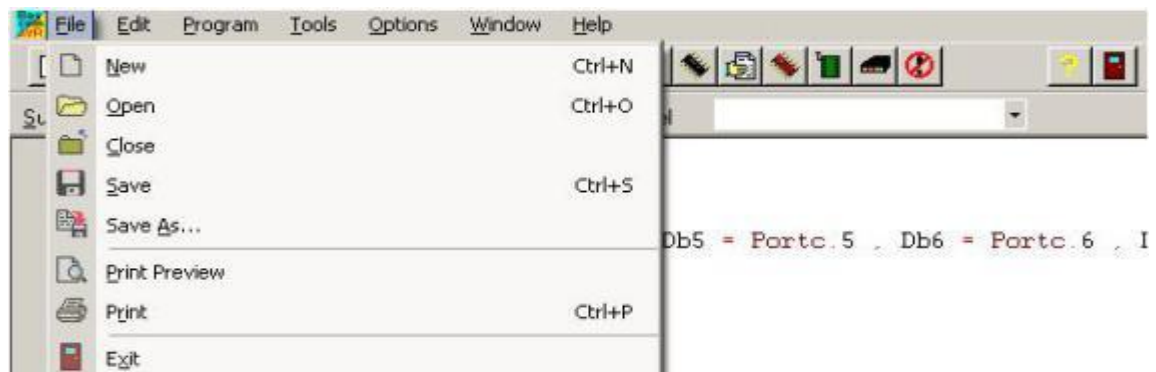 File Edit Program Tools Options Window Help
New Ctrl+N
Open Ctrl+O
Close
Save Ctrl+S
Save As...
Db5 = Portc.5 , Db6 = Portc.6 ,
Print Preview
Print Ctrl+P
Exit